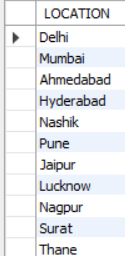 LOCATION
Delhi
Mumbai
Ahmedabad
Hyderabad
Nashik
Pune
Jaipur
Lucknow
Nagpur
Surat
Thane